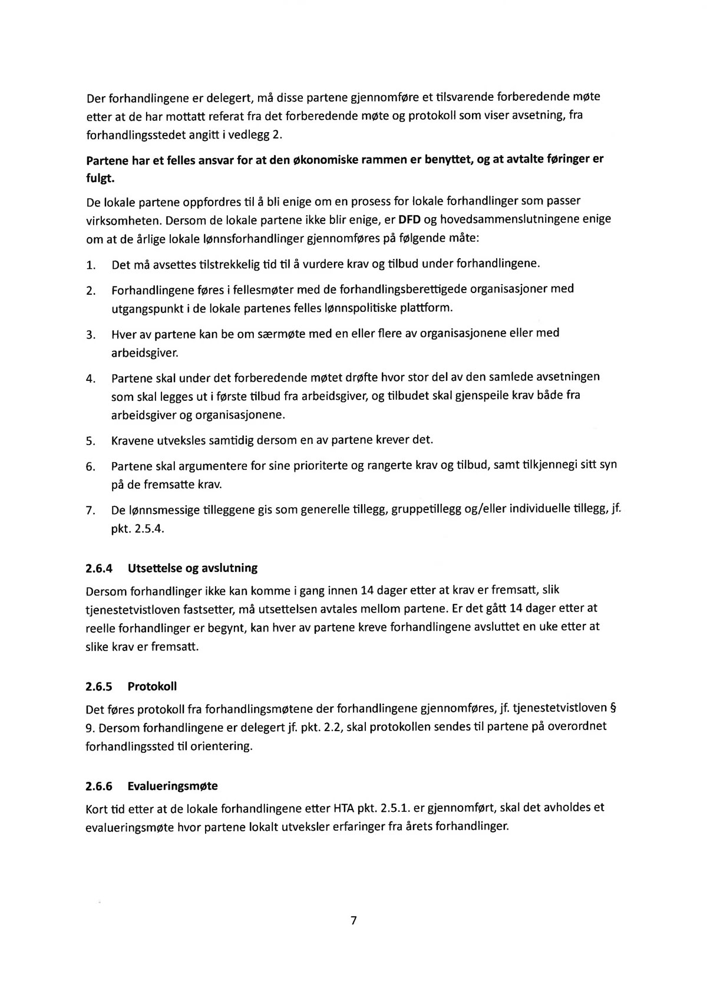 Der forhandlingene er delegert, må disse partene gjennomføre et tilsvarende forberedende møte
etter at de har mottatt referat fra det forberedende møte og protokoll som viser avsetning, fra
forhandlingsstedet angitt i vedlegg 2.
Partene har et felles ansvar for at den økonomiske rammen er benyttet, og at avtalte føringer er
fulgt.
De lokale partene oppfordres til å bli enige om en prosess for lokale forhandlinger som passer
virksomheten. Dersom de lokale partene ikke blir enige, er DFD og hovedsammenslutningene enige
om at de årlige lokale lønnsforhandlinger gjennomføres på følgende måte:
1. Det må avsettes tilstrekkelig tid til å vurdere krav og tilbud under forhandlingene.
2. Forhandlingene føres i fellesmøter med de forhandlingsberettigede organisasjoner med
utgangspunkt i de lokale partenes felles lønnspolitiske plattform.
3. Hver av partene kan be om særmøte med en eller flere av organisasjonene eller med
arbeidsgiver.
4. Partene skal under det forberedende møtet drøfte hvor stor del av den samlede avsetningen
som skal legges ut i første tilbud fra arbeidsgiver, og tilbudet skal gjenspeile krav både fra
arbeidsgiver og organisasjonene.
5. Kravene utveksles samtidig dersom en av partene krever det.
6. Partene skal argumentere for sine prioriterte og rangerte krav og tilbud, samt tilkjennegi sitt syn
på de fremsatte krav.
7. De lønnsmessige tilleggene gis som generelle tillegg, gruppetillegg og/eller individuelle tillegg, jf.
pkt. 2.5.4.
2.6.4 Utsettelse og avslutning
Dersom forhandlinger ikke kan komme i gang innen 14 dager etter at krav er fremsatt, slik
tjenestetvistloven fastsetter, må utsettelsen avtales mellom partene. Er det gått 14 dager etter at
reelle forhandlinger er begynt, kan hver av partene kreve forhandlingene avsluttet en uke etter at
slike krav er fremsatt.
2.6.5 Protokoll
Det føres protokoll fra forhandlingsmøtene der forhandlingene gjennomføres, jf. tjenestetvistloven §
9. Dersom forhandlingene er delegert jf. pkt. 2.2, skal protokollen sendes til partene på overordnet
forhandlingssted til orientering.
2.6.6 Evalueringsmøte
Kort tid etter at de lokale forhandlingene etter HTA pkt. 2.5.1. er gjennomført, skal det avholdes et
evalueringsmøte hvor partene lokalt utveksler erfaringer fra årets forhandlinger.
7